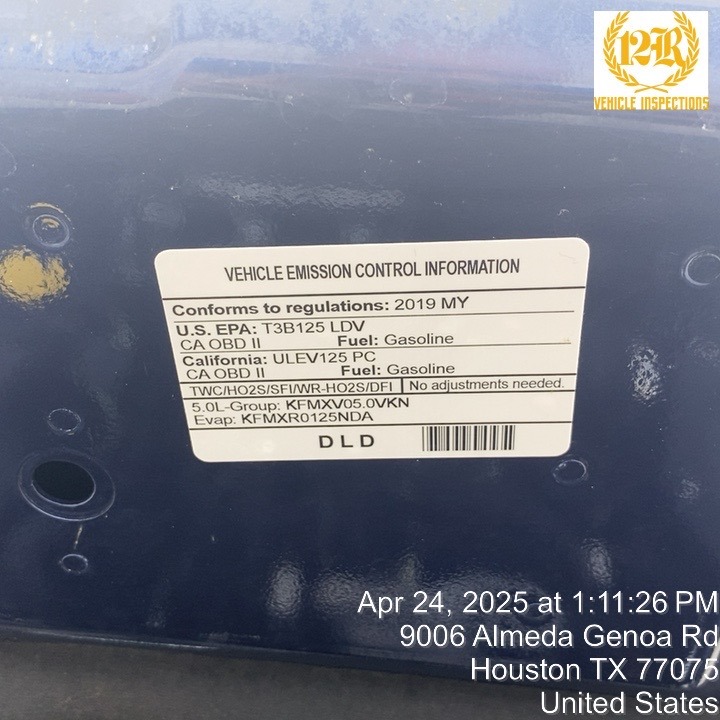 12R
VEHICLE INSPECTIONS
VEHICLE EMISSION CONTROL INFORMATION
Conforms to regulations: 2019 MY
U.S. EPA: T3B125 LDV
CA OBD II Fuel: Gasoline
California: ULEV125 PC
CA OBD II Fuel: Gasoline
TWC/HO2S/SFI/WR-HO2S/DFI No adjustments needed.
5.0L-Group: KFMXV05.0VKN
Evap: KFMXR0125NDA
DLD
Apr 24, 2025 at 1:11:26 PM
9006 Almeda Genoa Rd
Houston TX 77075
United States